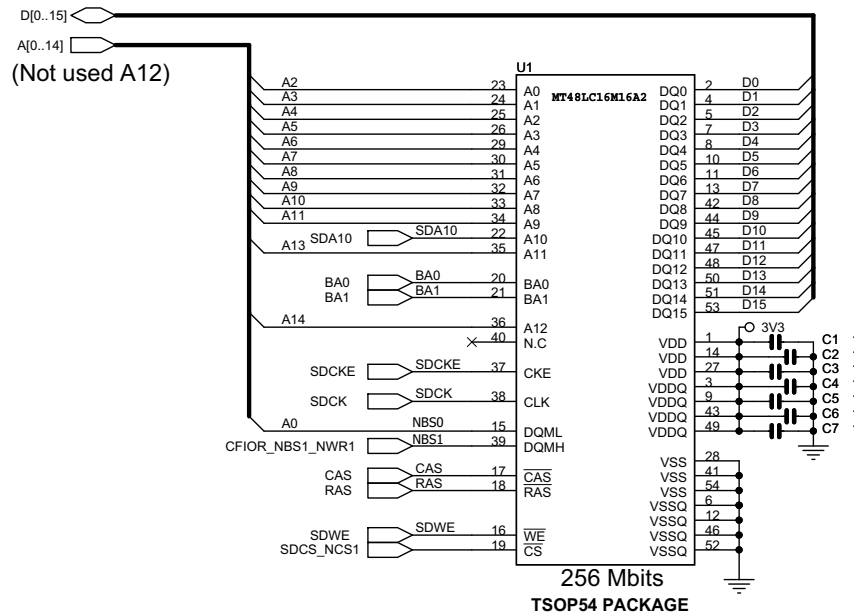 D[0..15]
A[0..14]
(Not used A12)
U1
MT48LC16M16A2
A2 23 A0 DQ0 2 D0
A3 24 A1 DQ1 4 D1
A4 25 A2 DQ2 5 D2
A5 26 A3 DQ3 7 D3
A6 29 A4 DQ4 8 D4
A7 30 A5 DQ5 10 D5
A8 31 A6 DQ6 11 D6
A9 32 A7 DQ7 13 D7
A10 33 A8 DQ8 42 D8
A11 34 A9 DQ9 44 D9
SDA10 SDA10 22 A10 DQ10 45 D10
A13 35 A11 DQ11 47 D11
DQ12 48 D12
BA0 BA0 20 BA0 DQ13 50 D13
BA1 BA1 21 BA1 DQ14 51 D14
DQ15 53 D15
A14 36 A12 3V3
40 N.C VDD 1 C1
VDD 14 C2
SDCKE SDCKE 37 CKE VDD 27 C3
VDDQ 3 C4
SDCK SDCK 38 CLK VDDQ 9 C5
VDDQ 43 C6
A0 NBS0 15 DQML VDDQ 49 C7
CFIOR_NBS1_NWR1 NBS1 39 DQMH
VSS 28
CAS CAS 17 CAS VSS 41
RAS RAS 18 RAS VSS 54
VSSQ 6
VSSQ 12
SDWE SDWE 16 WE VSSQ 46
SDCS_NCS1 19 CS VSSQ 52
256 Mbits
TSOP54 PACKAGE